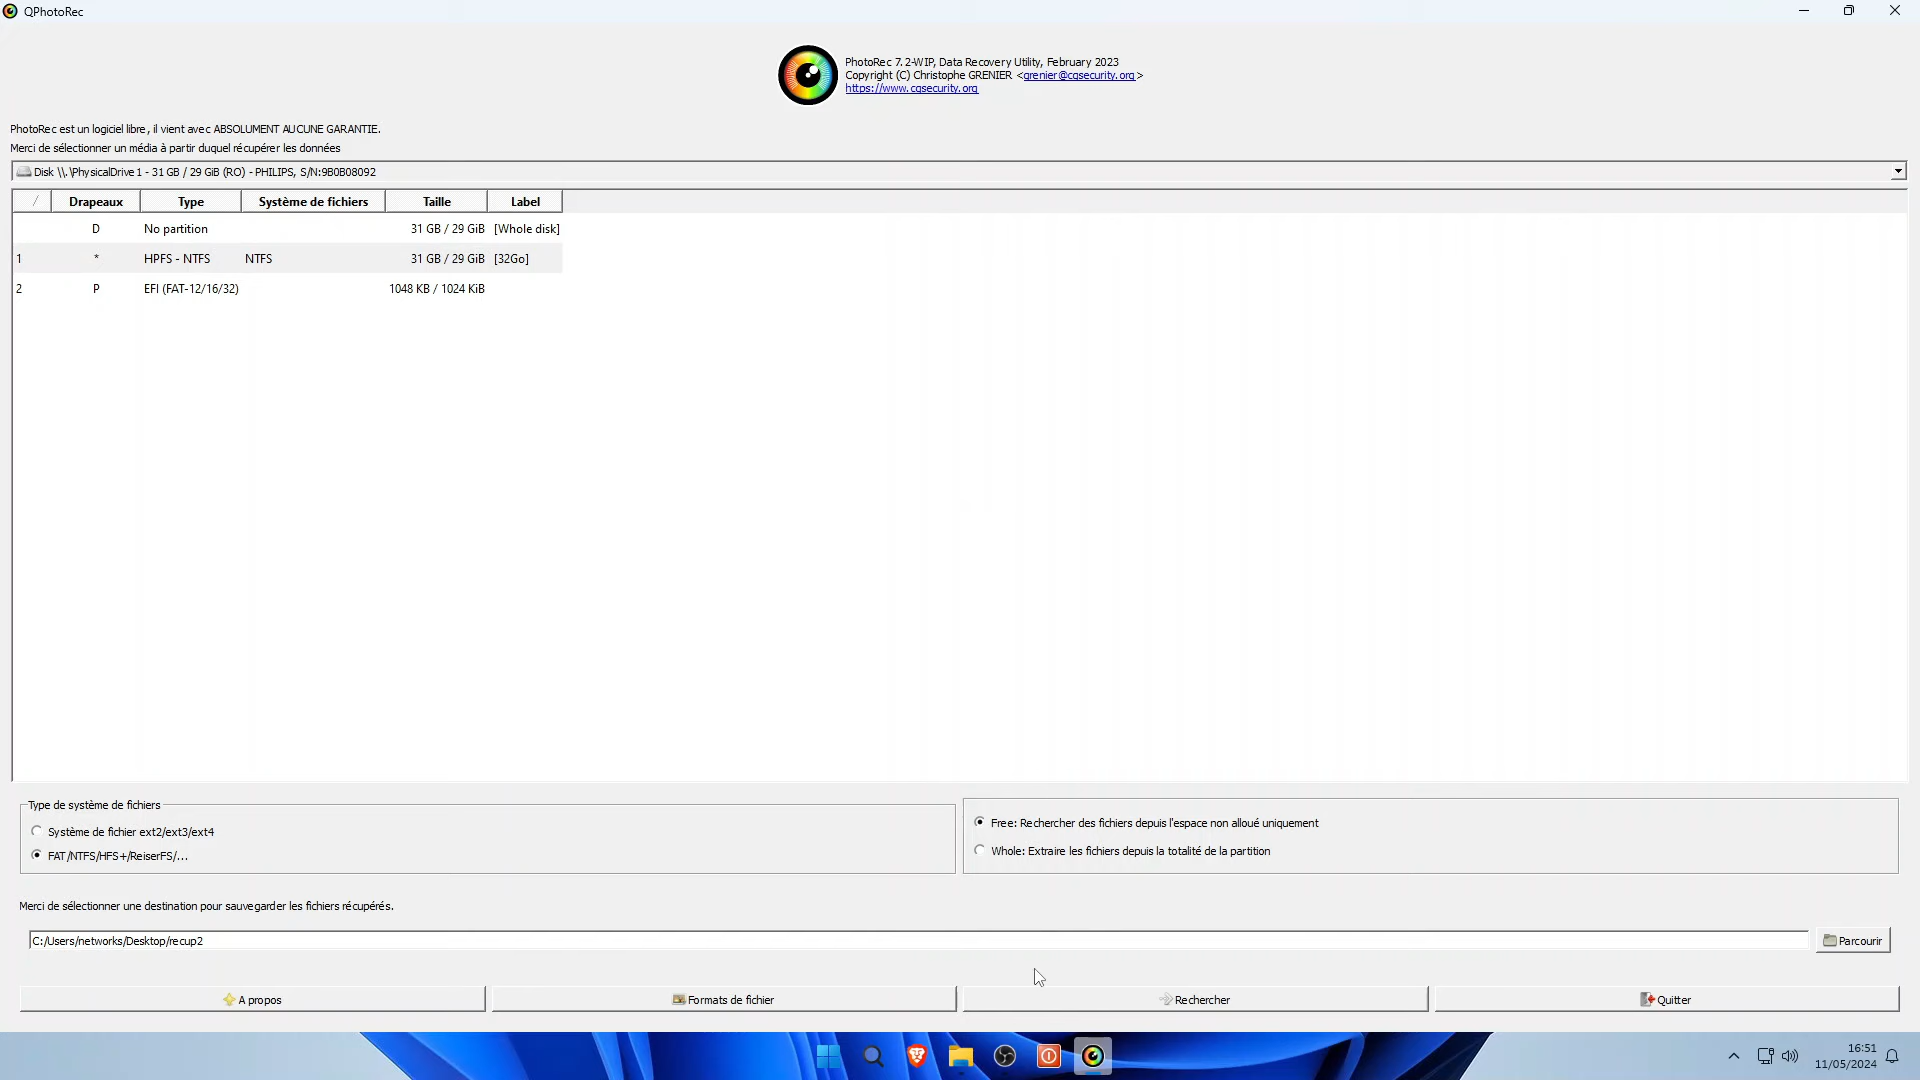 QPhotoRec
PhotoRec 7.2-WIP, Data Recovery Utility, February 2023
Copyright (C) Christophe GRENIER <grenier@cgsecurity.org>
https://www.cgsecurity.org
PhotoRec est un logiciel libre, il vient avec ABSOLUMENT AUCUNE GARANTIE.
Merci de sélectionner un média à partir duquel récupérer les données
Disk \\.\PhysicalDrive1 - 31 GB / 29 GiB (RO) - PHILIPS, S/N:9B0B08092
/ Drapeaux Type Système de fichiers Taille Label
D No partition 31 GB / 29 GiB [Whole disk]
1 * HPFS - NTFS NTFS 31 GB / 29 GiB [32Go]
2 P EFI (FAT-12/16/32) 1048 KB / 1024 KiB
Type de système de fichiers
Système de fichier ext2/ext3/ext4
FAT/NTFS/HFS+/ReiserFS/...
Free: Rechercher des fichiers depuis l'espace non alloué uniquement
Whole: Extraire les fichiers depuis la totalité de la partition
Merci de sélectionner une destination pour sauvegarder les fichiers récupérés.
C:/Users/networks/Desktop/recup2
Parcourir
A propos
Formats de fichier
Rechercher
Quitter
16:51
11/05/2024